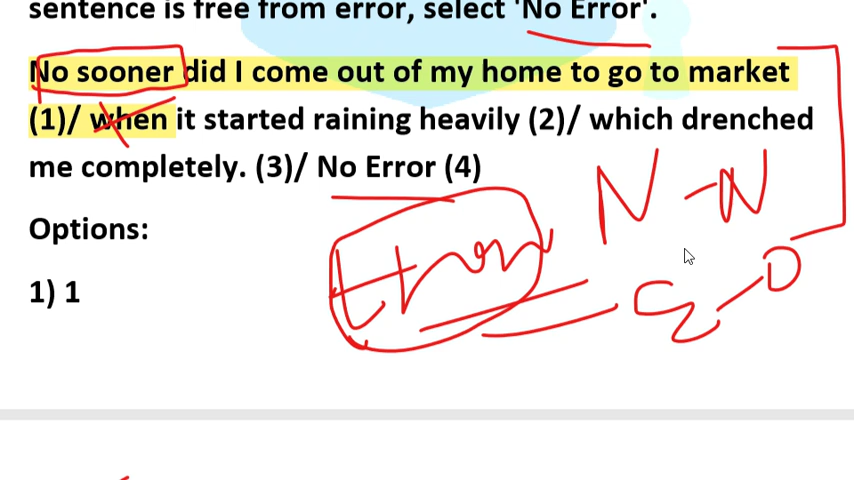 sentence is free from error, select 'No Error'.
No sooner did I come out of my home to go to market
(1)/ when it started raining heavily (2)/ which drenched
me completely. (3)/ No Error (4)
N - N
Options:
than
1) 1